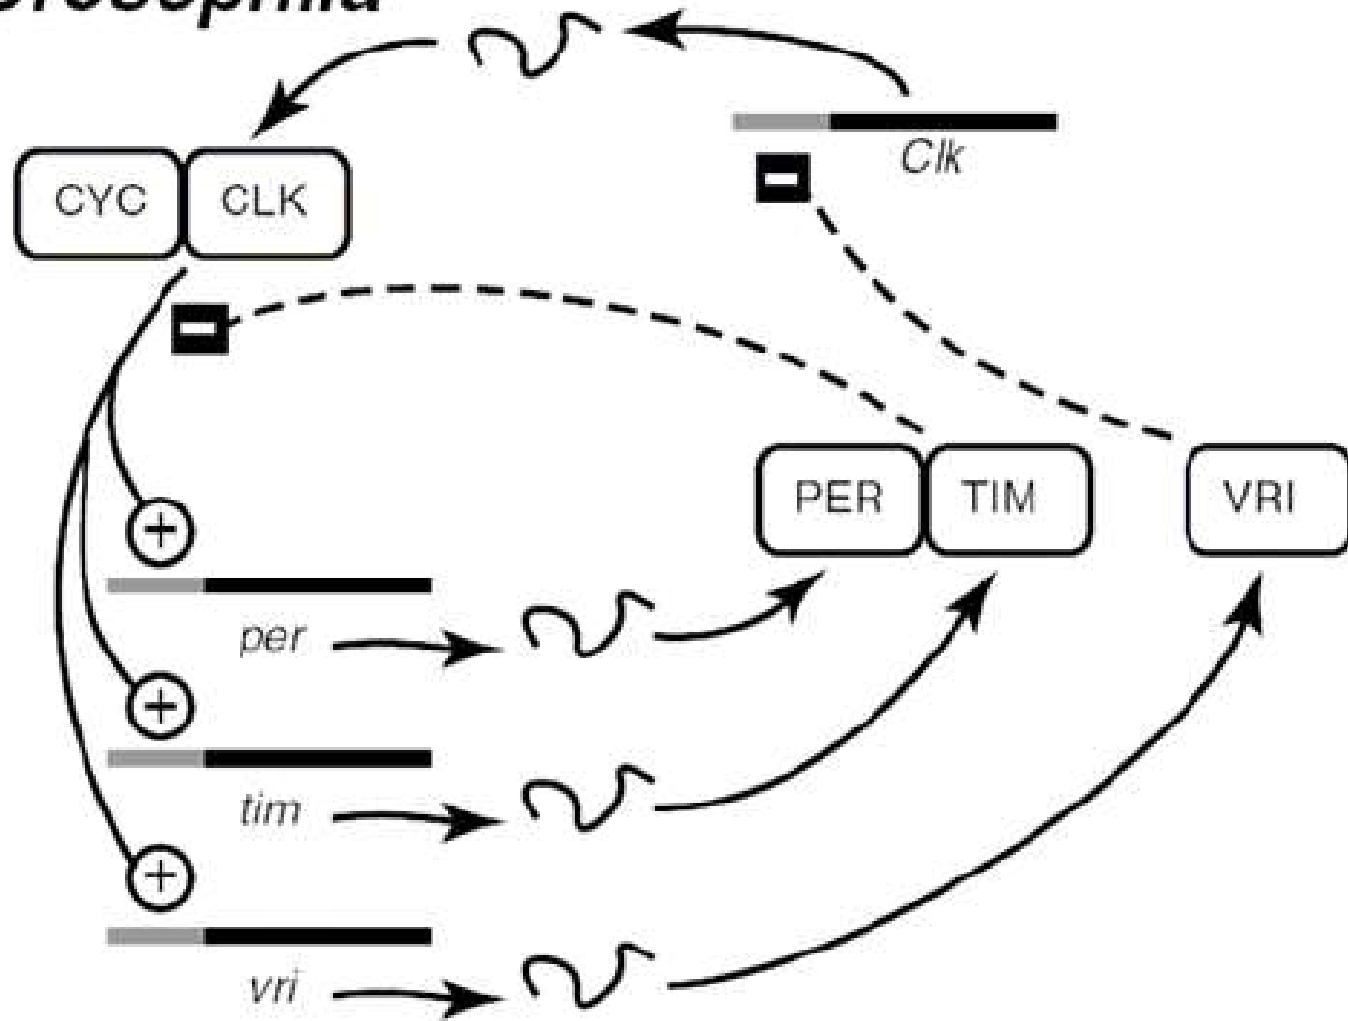 Clk
CYC CLK
PER TIM VRI
+
per
+
tim
+
vri